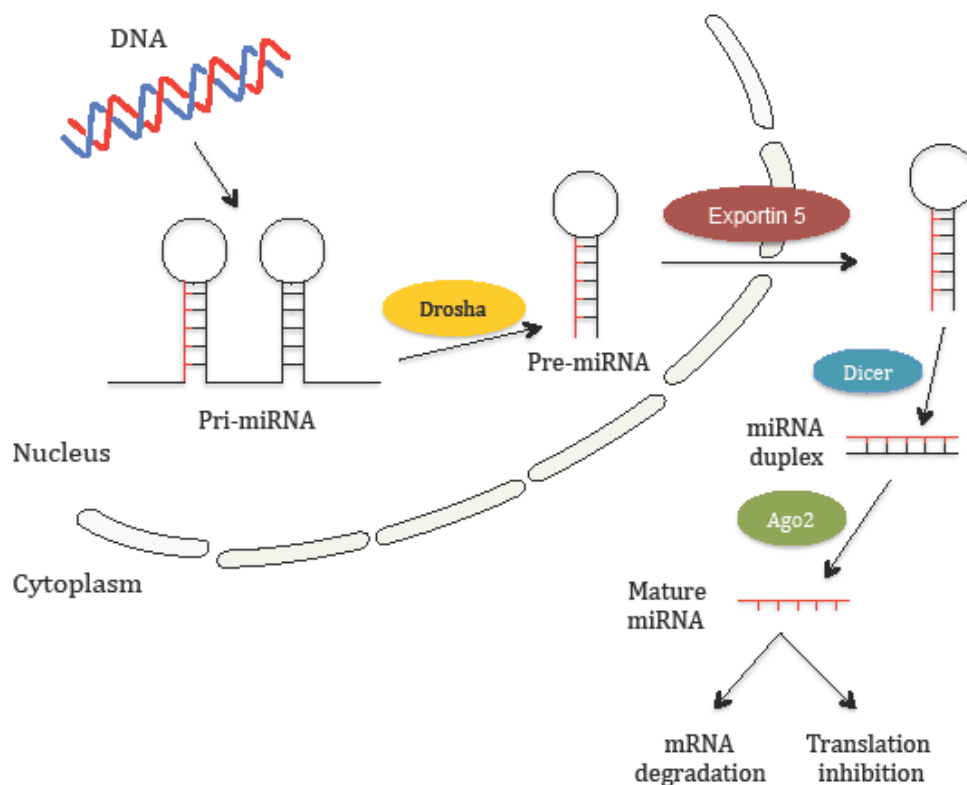 DNA
Exportin 5
Drosha
Pre-miRNA
Pri-miRNA
Dicer
Nucleus
miRNA
duplex
Ago2
Cytoplasm
Mature
miRNA
mRNA
degradation
Translation
inhibition